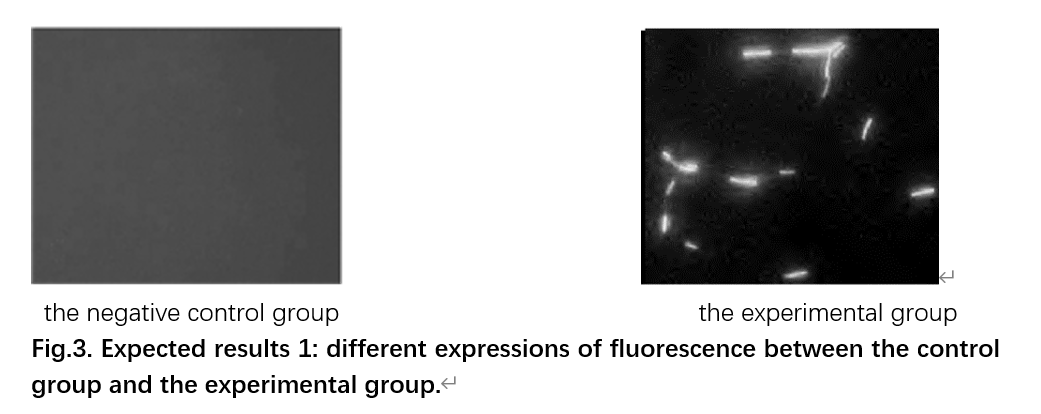 the negative control group
the experimental group
Fig.3. Expected results 1: different expressions of fluorescence between the control
group and the experimental group.